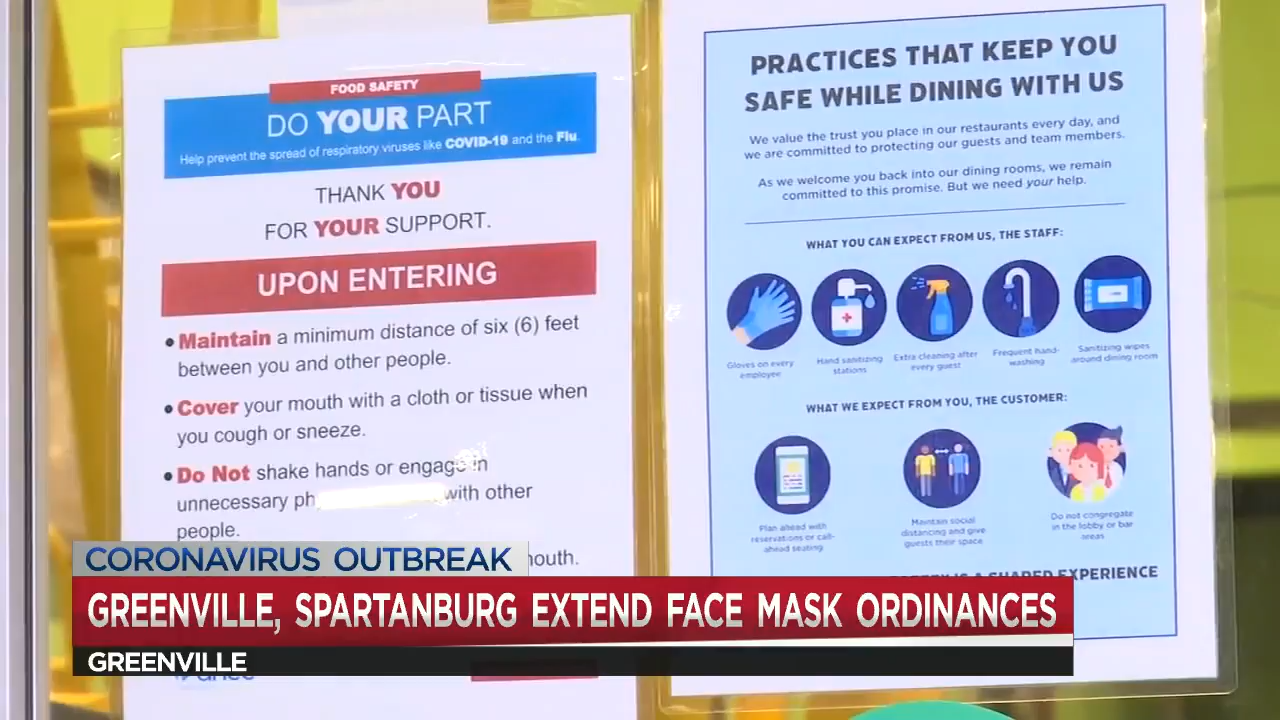 FOOD SAFETY
DO YOUR PART
Help prevent the spread of respiratory viruses like COVID-19 and the Flu.
THANK YOU
FOR YOUR SUPPORT.
UPON ENTERING
• Maintain a minimum distance of six (6) feet
between you and other people.
• Cover your mouth with a cloth or tissue when
you cough or sneeze.
• Do Not shake hands or engage in
unnecessary with other
people.
mouth.
PRACTICES THAT KEEP YOU
SAFE WHILE DINING WITH US
We value the trust you place in our restaurants every day, and
we are committed to protecting our guests and team members.
As we welcome you back into our dining rooms, we remain
committed to this promise. But we need your help.
WHAT YOU CAN EXPECT FROM US, THE STAFF:
Gloves on every
employee
Hand sanitizing
stations
Extra cleaning after
every guest
Frequent hand-
washing
Sanitizing wipes
around dining room
WHAT WE EXPECT FROM YOU, THE CUSTOMER:
Plan ahead with
reservations or call-
ahead seating
Maintain social
distancing and give
guests their space
Do not congregate
in the lobby or bar
areas
IS A SHARED EXPERIENCE
CORONAVIRUS OUTBREAK
GREENVILLE, SPARTANBURG EXTEND FACE MASK ORDINANCES
GREENVILLE